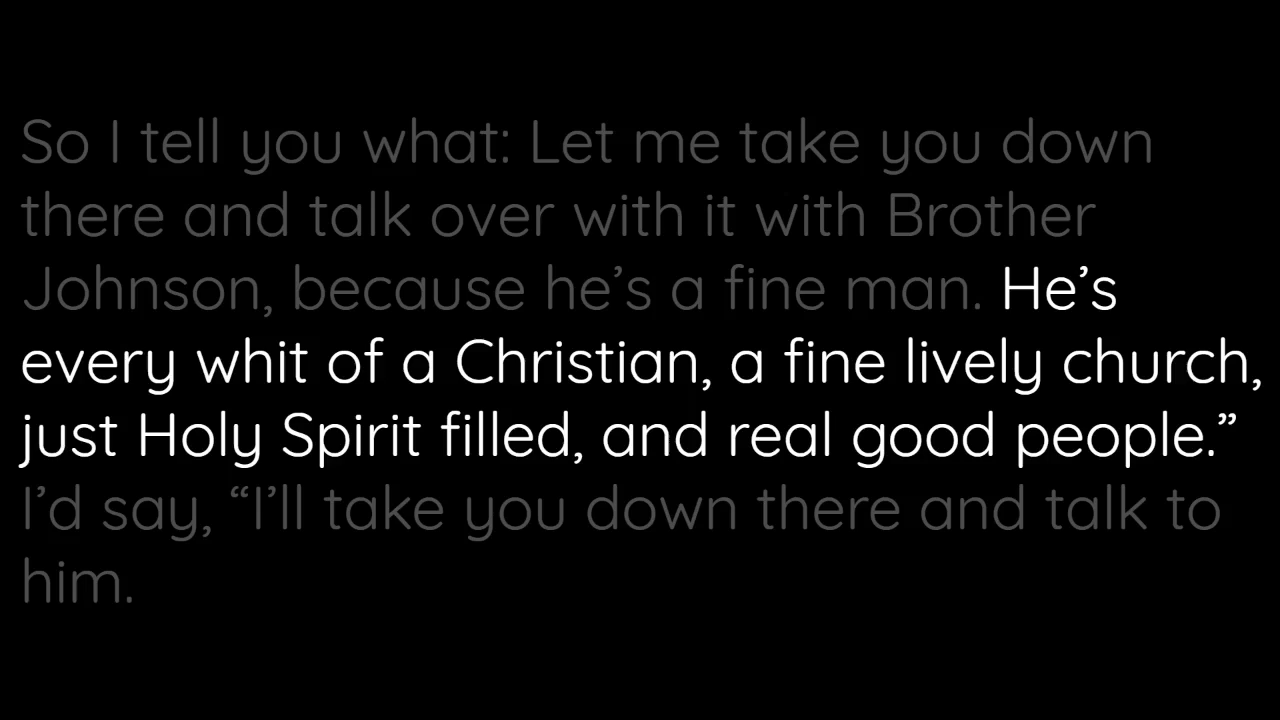 So I tell you what: Let me take you down
there and talk over with it with Brother
Johnson, because he’s a fine man. He’s
every whit of a Christian, a fine lively church,
just Holy Spirit filled, and real good people.”
I’d say, “I’ll take you down there and talk to
him.